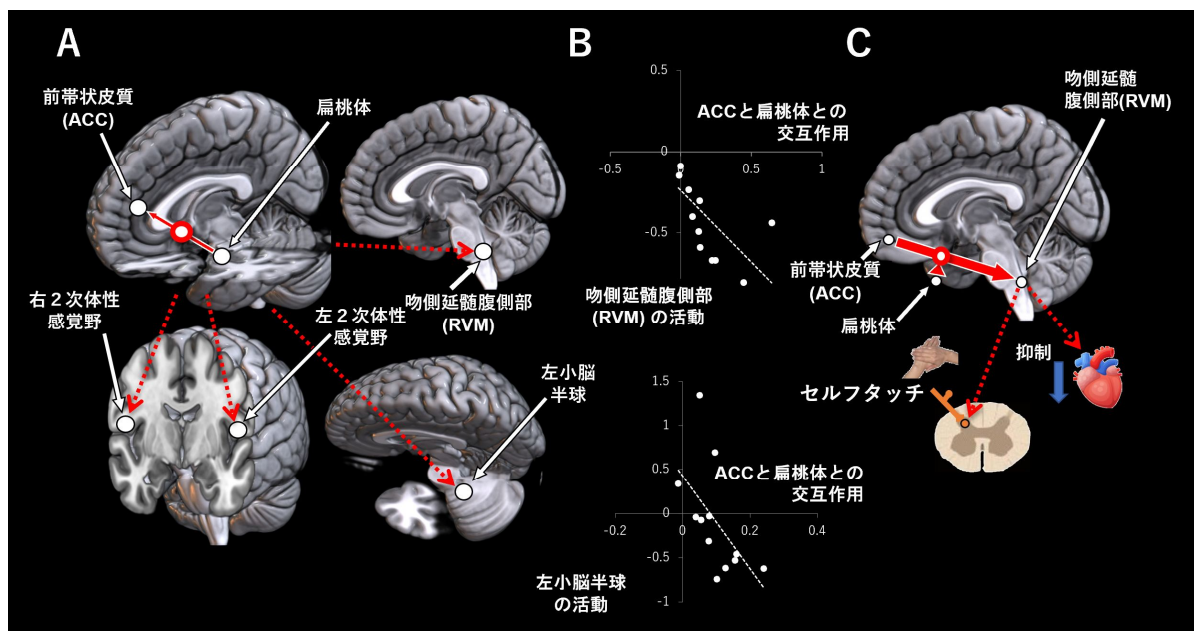 A
前帯状皮質
(ACC)
扁桃体
吻側延髄腹側部
(RVM)
右２次体性
感覚野
左２次体性
感覚野
左小脳
半球
B
0.5
ACCと扁桃体との
交互作用
0
-0.5
0
0.5
1
-0.5
吻側延髄腹側部
(RVM) の活動
-1
1.5
1
0.5
ACCと扁桃体との
交互作用
0
-0.2
0
0.2
0.4
-0.5
左小脳半球
の活動
-1
C
吻側延髄
腹側部(RVM)
前帯状皮質
(ACC)
扁桃体
抑制
セルフタッチ